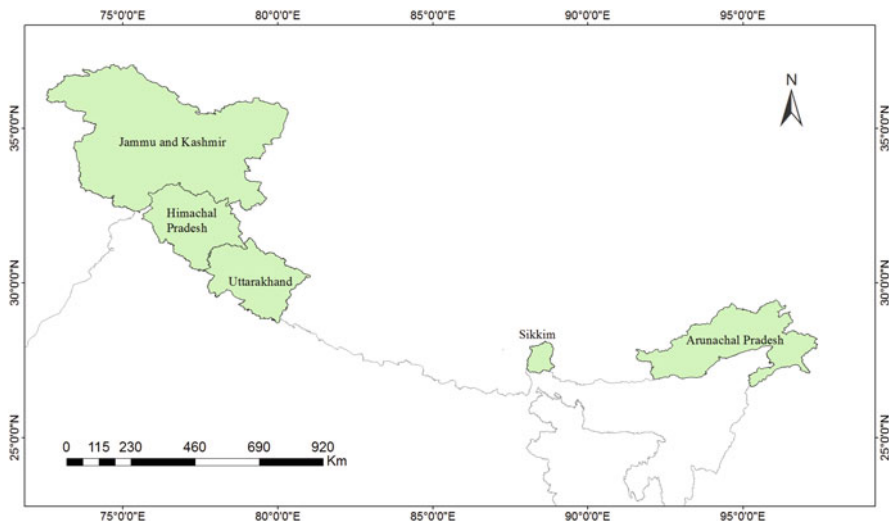 75°0'0"E 80°0'0"E 85°0'0"E 90°0'0"E 95°0'0"E
N
35°0'0"N 35°0'0"N
Jammu and Kashmir
Himachal
Pradesh
30°0'0"N 30°0'0"N
Uttarakhand
Sikkim
Arunachal Pradesh
25°0'0"N 25°0'0"N
0 115 230 460 690 920
Km
75°0'0"E 80°0'0"E 85°0'0"E 90°0'0"E 95°0'0"E